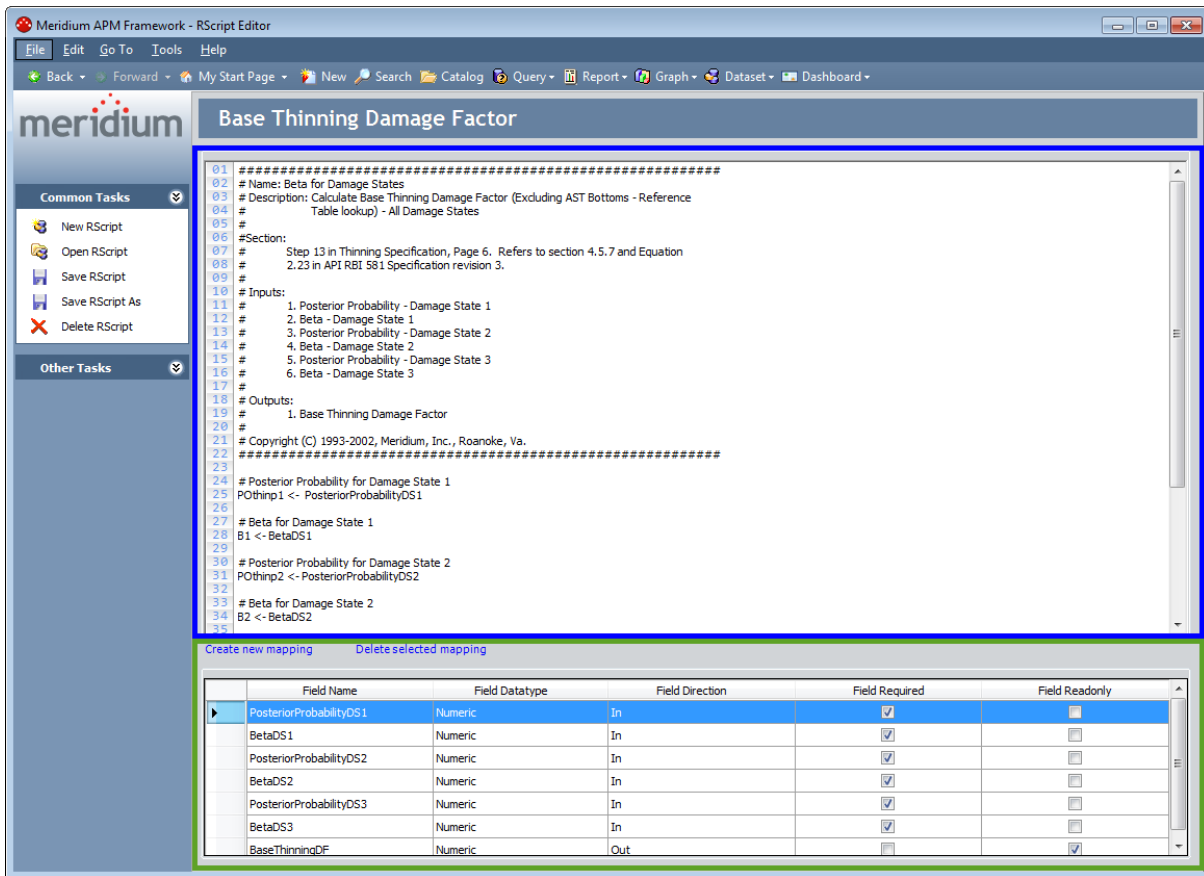 Meridium APM Framework - RScript Editor
File Edit Go To Tools Help
Back Forward My Start Page New Search Catalog Query Report Graph Dataset Dashboard
meridium
Base Thinning Damage Factor
Common Tasks
New RScript
Open RScript
Save RScript
Save RScript As
Delete RScript
Other Tasks
01 ##########################################################
02 # Name: Beta for Damage States
03 # Description: Calculate Base Thinning Damage Factor (Excluding AST Bottoms - Reference
04 # Table lookup) - All Damage States
05 #
06 #Section:
07 # Step 13 in Thinning Specification, Page 6. Refers to section 4.5.7 and Equation
08 # 2.23 in API RBI 581 Specification revision 3.
09 #
10 # Inputs:
11 # 1. Posterior Probability - Damage State 1
12 # 2. Beta - Damage State 1
13 # 3. Posterior Probability - Damage State 2
14 # 4. Beta - Damage State 2
15 # 5. Posterior Probability - Damage State 3
16 # 6. Beta - Damage State 3
17 #
18 # Outputs:
19 # 1. Base Thinning Damage Factor
20 #
21 # Copyright (C) 1993-2002, Meridium, Inc., Roanoke, Va.
22 ##########################################################
23
24 # Posterior Probability for Damage State 1
25 POthinp1 <- PosteriorProbabilityDS1
26
27 # Beta for Damage State 1
28 B1 <- BetaDS1
29
30 # Posterior Probability for Damage State 2
31 POthinp2 <- PosteriorProbabilityDS2
32
33 # Beta for Damage State 2
34 B2 <- BetaDS2
35
Create new mapping Delete selected mapping
Field Name Field Datatype Field Direction Field Required Field Readonly
PosteriorProbabilityDS1 Numeric In
BetaDS1 Numeric In
PosteriorProbabilityDS2 Numeric In
BetaDS2 Numeric In
PosteriorProbabilityDS3 Numeric In
BetaDS3 Numeric In
BaseThinningDF Numeric Out